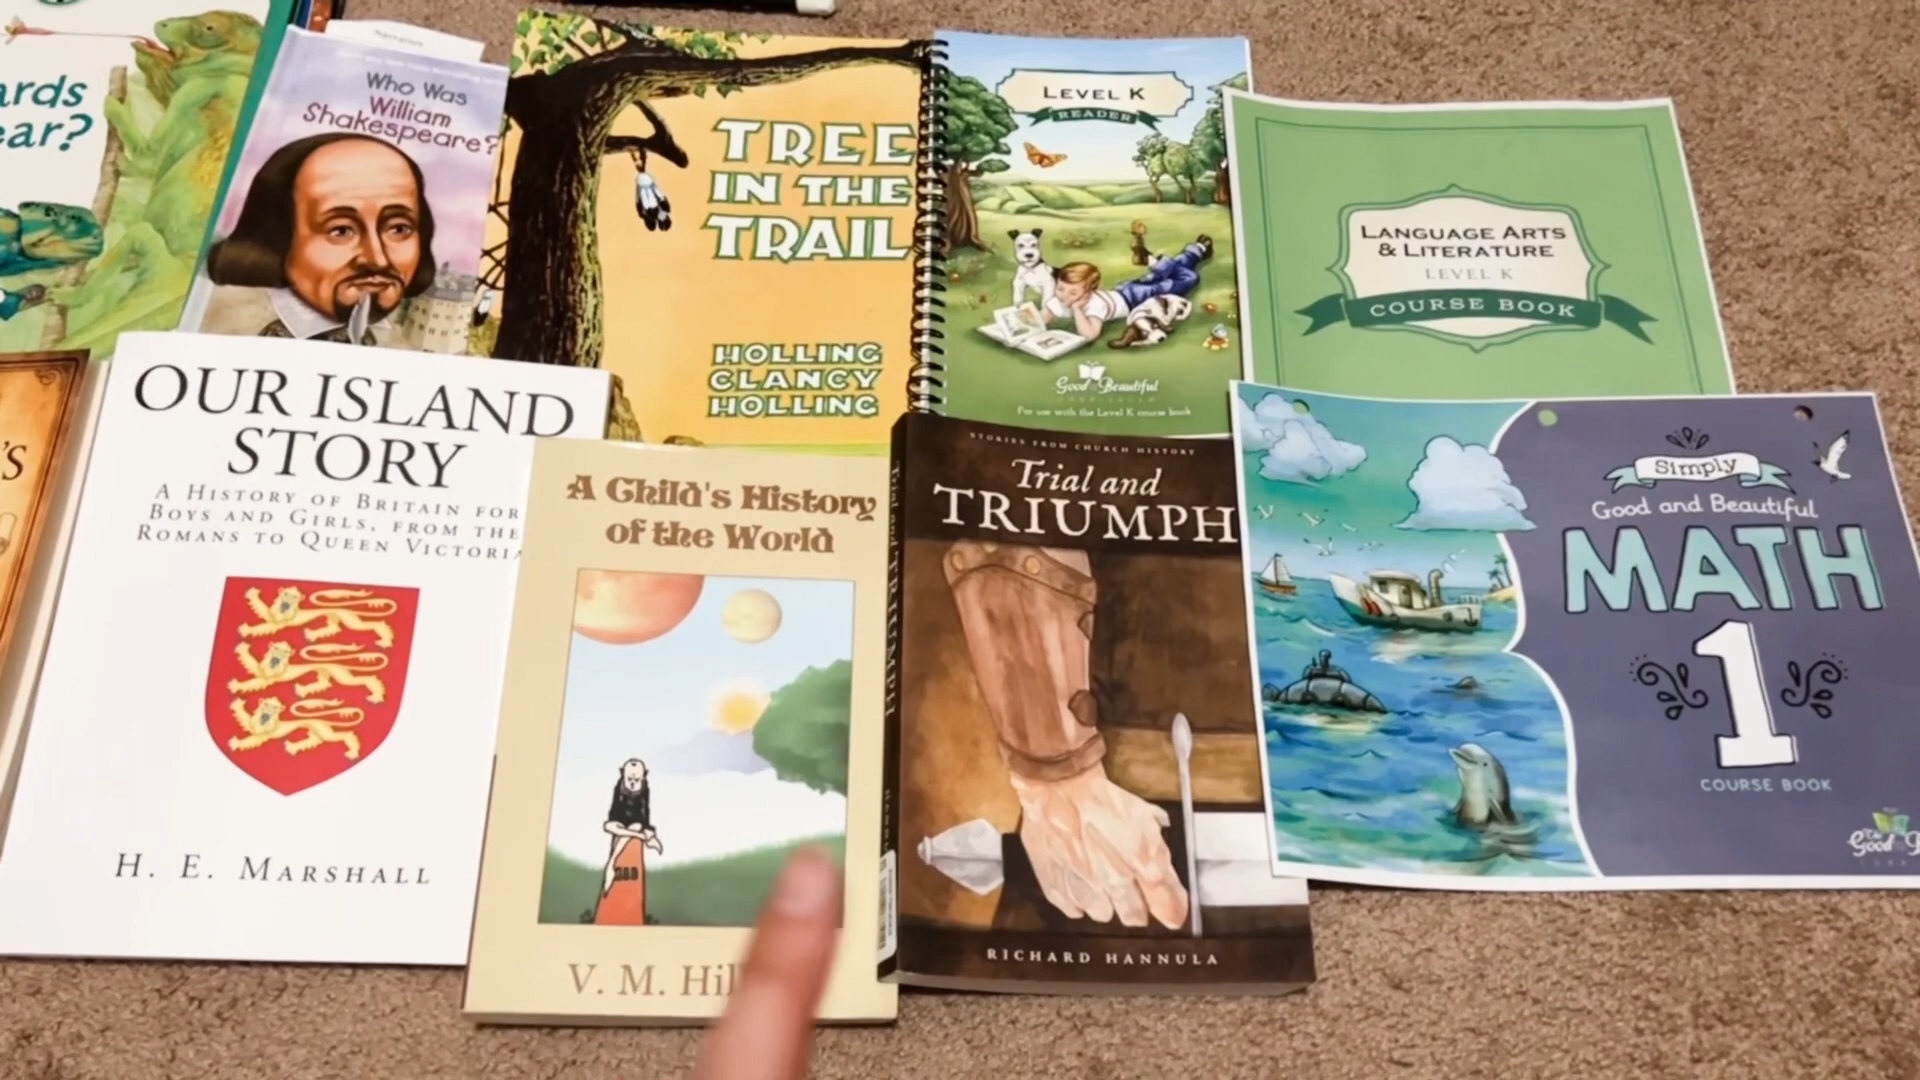 ards
ear?
Narration
Who Was
William
Shakespeare?
TREE
IN THE
TRAIL
HOLLING
CLANCY
HOLLING
LEVEL K
READER
Good Beautiful
For use with the Level K course book
LANGUAGE ARTS
& LITERATURE
LEVEL K
COURSE BOOK
'S
OUR ISLAND
STORY
A HISTORY OF BRITAIN FOR
BOYS AND GIRLS, FROM THE
ROMANS TO QUEEN VICTORIA
H. E. MARSHALL
A Child's History
of the World
V. M. Hil
STORIES FROM CHURCH HISTORY
Trial and
TRIUMPH
Trial and TRIUMPH
RICHARD HANNULA
Simply
Good and Beautiful
MATH
1
COURSE BOOK
The
Good